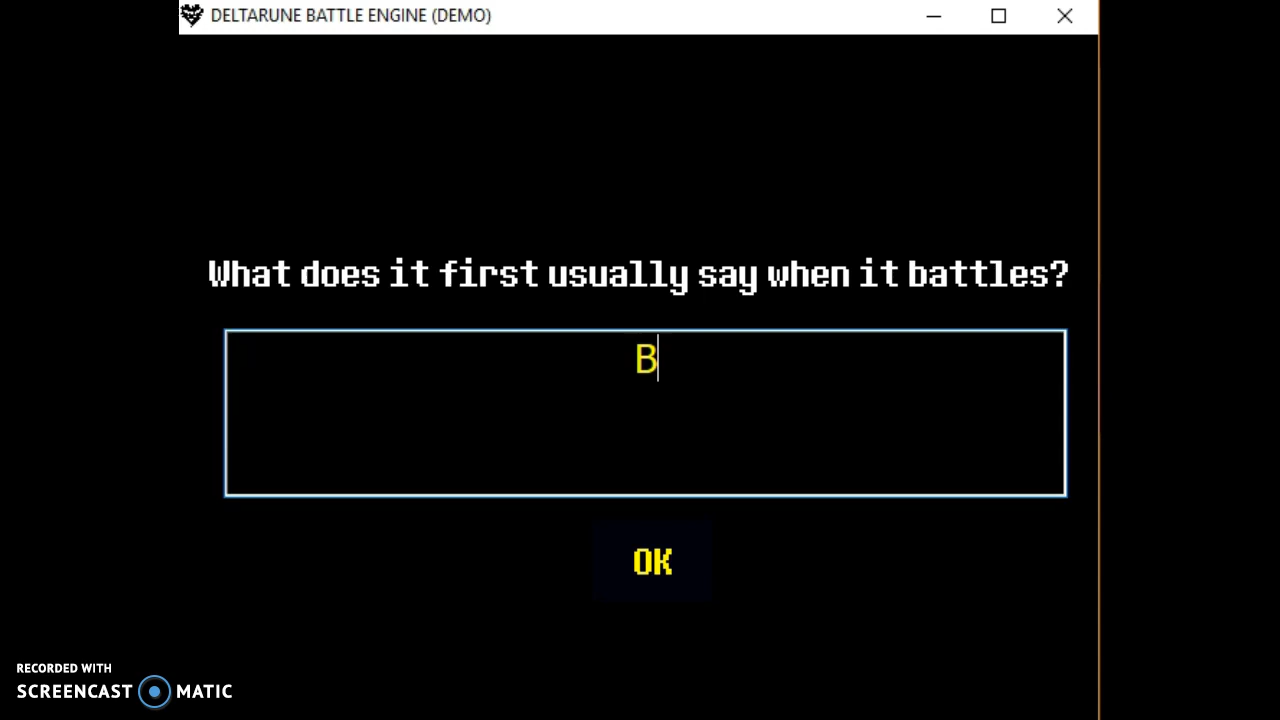 DELTARUNE BATTLE ENGINE (DEMO)
What does it first usually say when it battles?
B
OK
RECORDED WITH
SCREENCAST MATIC